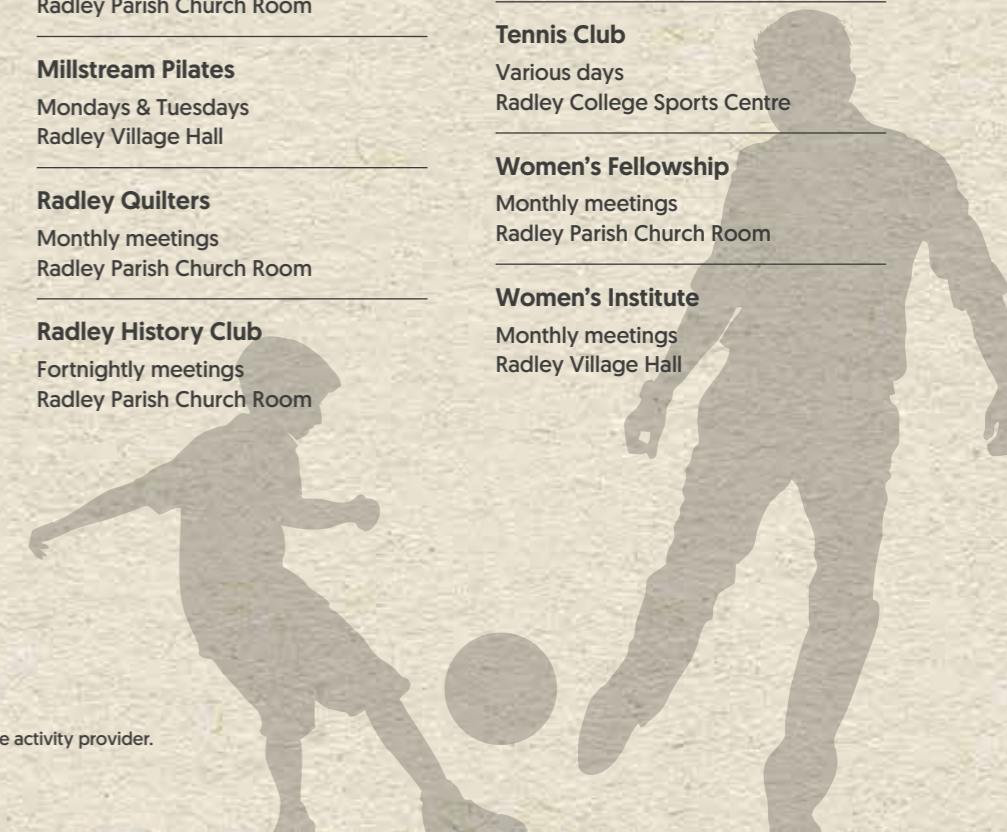 Radley Parish Church Room
Millstream Pilates
Mondays & Tuesdays
Radley Village Hall
Radley Quilters
Monthly meetings
Radley Parish Church Room
Radley History Club
Fortnightly meetings
Radley Parish Church Room
e activity provider.
Tennis Club
Various days
Radley College Sports Centre
Women’s Fellowship
Monthly meetings
Radley Parish Church Room
Women’s Institute
Monthly meetings
Radley Village Hall